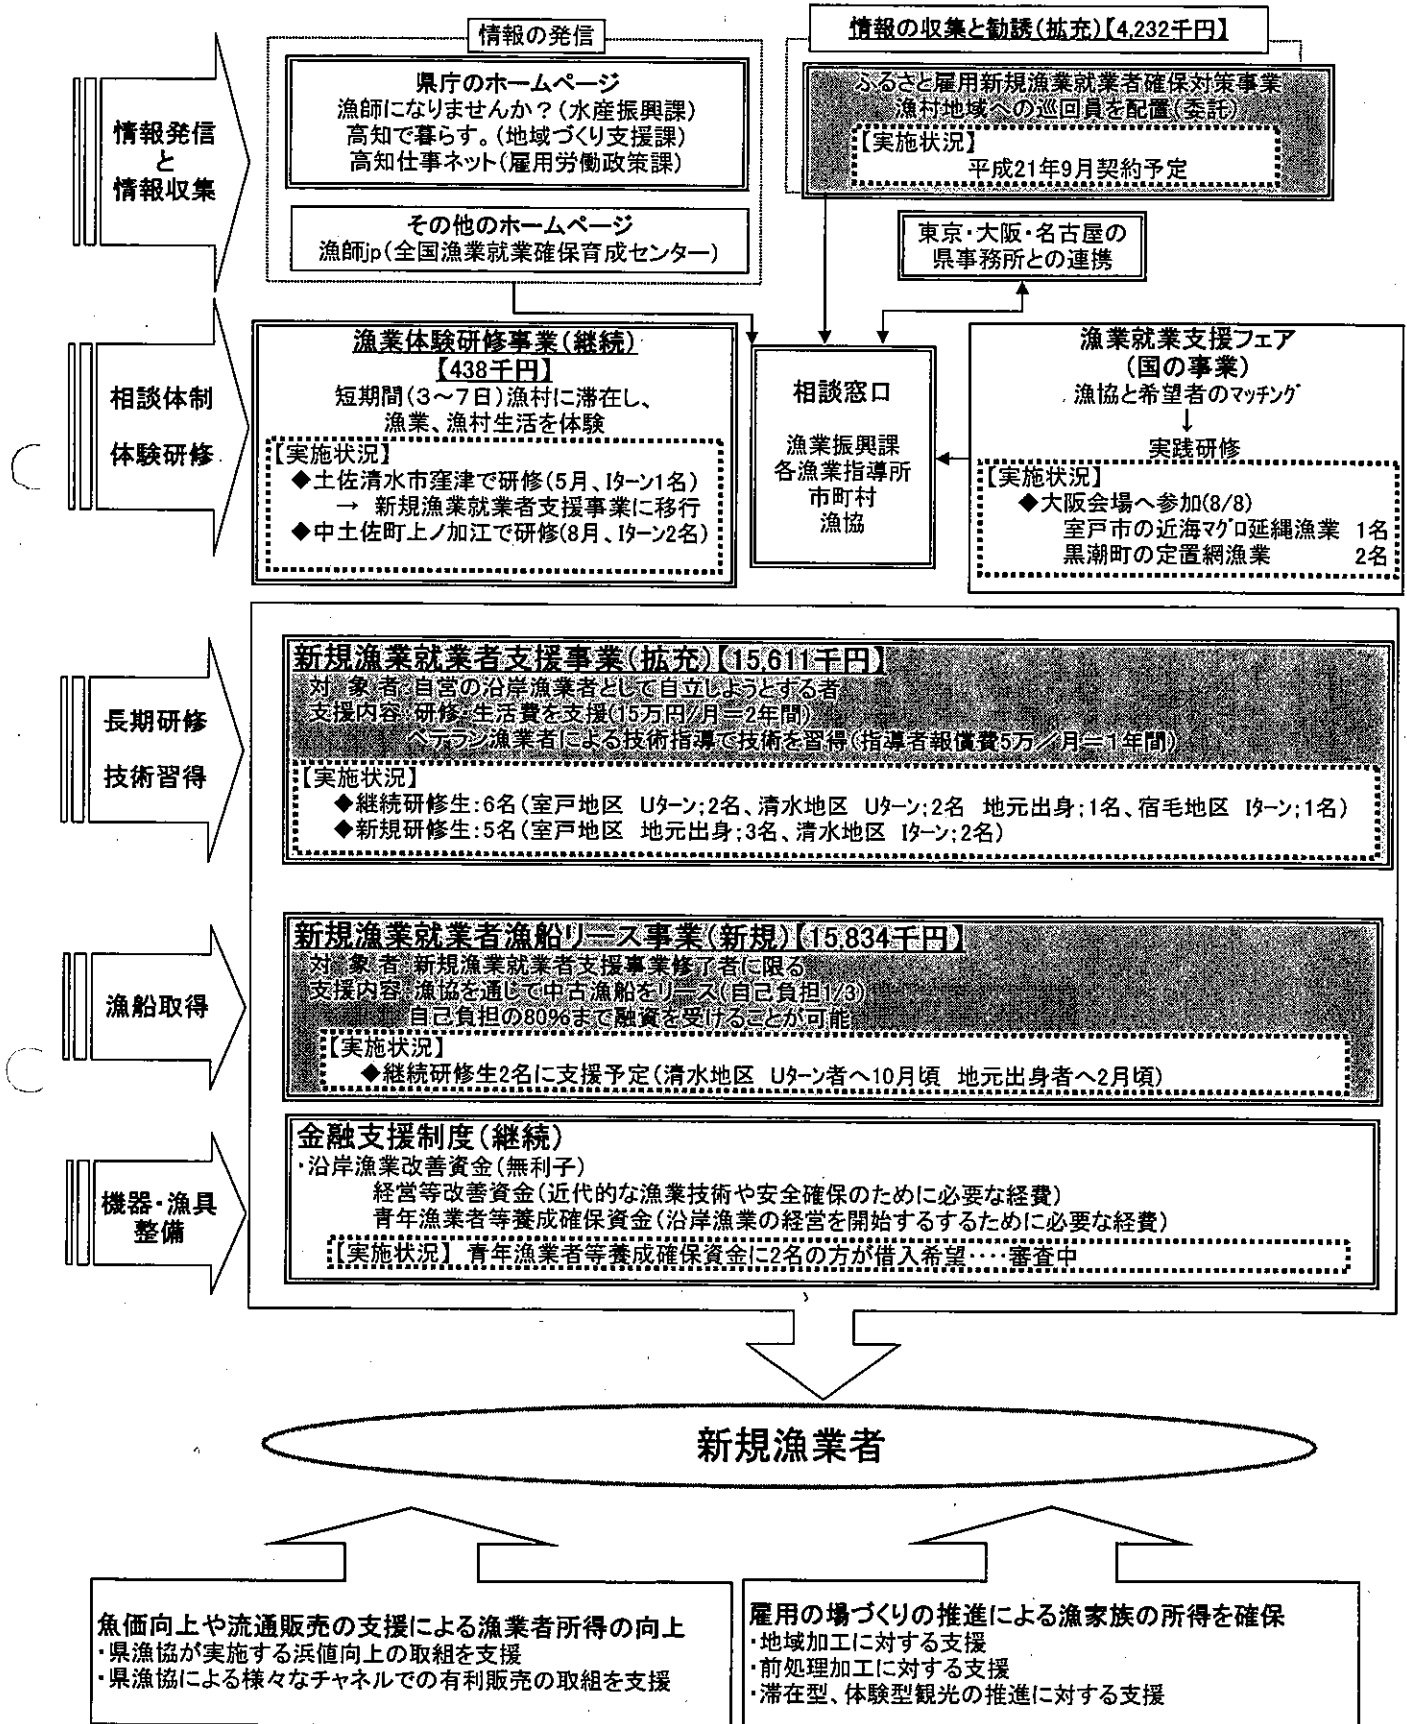 情報発信
と
情報収集
情報の発信
県庁のホームページ
漁師になりませんか？(水産振興課)
高知で暮らす。(地域づくり支援課)
高知仕事ネット(雇用労働政策課)
その他のホームページ
漁師jp(全国漁業就業確保育成センター)
情報の収集と勧誘(拡充)【4,232千円】
ふるさと雇用新規漁業就業者確保対策事業
漁村地域への巡回員を配置(委託)
【実施状況】
平成21年9月契約予定
東京・大阪・名古屋の
県事務所との連携
相談体制
体験研修
漁業体験研修事業(継続)
【438千円】
短期間(3～7日)漁村に滞在し、
漁業、漁村生活を体験
【実施状況】
◆土佐清水市窪津で研修(5月、Iターン1名)
→ 新規漁業就業者支援事業に移行
◆中土佐町上ノ加江で研修(8月、Iターン2名)
相談窓口
漁業振興課
各漁業指導所
市町村
漁協
漁業就業支援フェア
(国の事業)
漁協と希望者のマッチング
↓
実践研修
【実施状況】
◆大阪会場へ参加(8/8)
室戸市の近海マグロ延縄漁業 1名
黒潮町の定置網漁業 2名
長期研修
技術習得
新規漁業就業者支援事業(拡充)【15,611千円】
対 象 者:自営の沿岸漁業者として自立しようとする者
支援内容:研修・生活費を支援(15万円/月＝2年間)
ベテラン漁業者による技術指導で技術を習得(指導者報償費5万／月＝1年間)
【実施状況】
◆継続研修生:6名(室戸地区 Uターン;2名、清水地区 Uターン;2名 地元出身;1名、宿毛地区 Iターン;1名)
◆新規研修生:5名(室戸地区 地元出身;3名、清水地区 Iターン;2名)
漁船取得
新規漁業就業者漁船リース事業(新規)【15,834千円】
対 象 者:新規漁業就業者支援事業修了者に限る
支援内容:漁協を通じて中古漁船をリース(自己負担1/3)
自己負担の80%まで融資を受けることが可能
【実施状況】
◆継続研修生2名に支援予定(清水地区 Uターン者へ10月頃 地元出身者へ2月頃)
機器・漁具
整備
金融支援制度(継続)
・沿岸漁業改善資金(無利子)
経営等改善資金(近代的な漁業技術や安全確保のために必要な経費)
青年漁業者等養成確保資金(沿岸漁業の経営を開始するするために必要な経費)
【実施状況】 青年漁業者等養成確保資金に2名の方が借入希望‥‥審査中
新規漁業者
魚価向上や流通販売の支援による漁業者所得の向上
・県漁協が実施する浜値向上の取組を支援
・県漁協による様々なチャネルでの有利販売の取組を支援
雇用の場づくりの推進による漁家族の所得を確保
・地域加工に対する支援
・前処理加工に対する支援
・滞在型、体験型観光の推進に対する支援